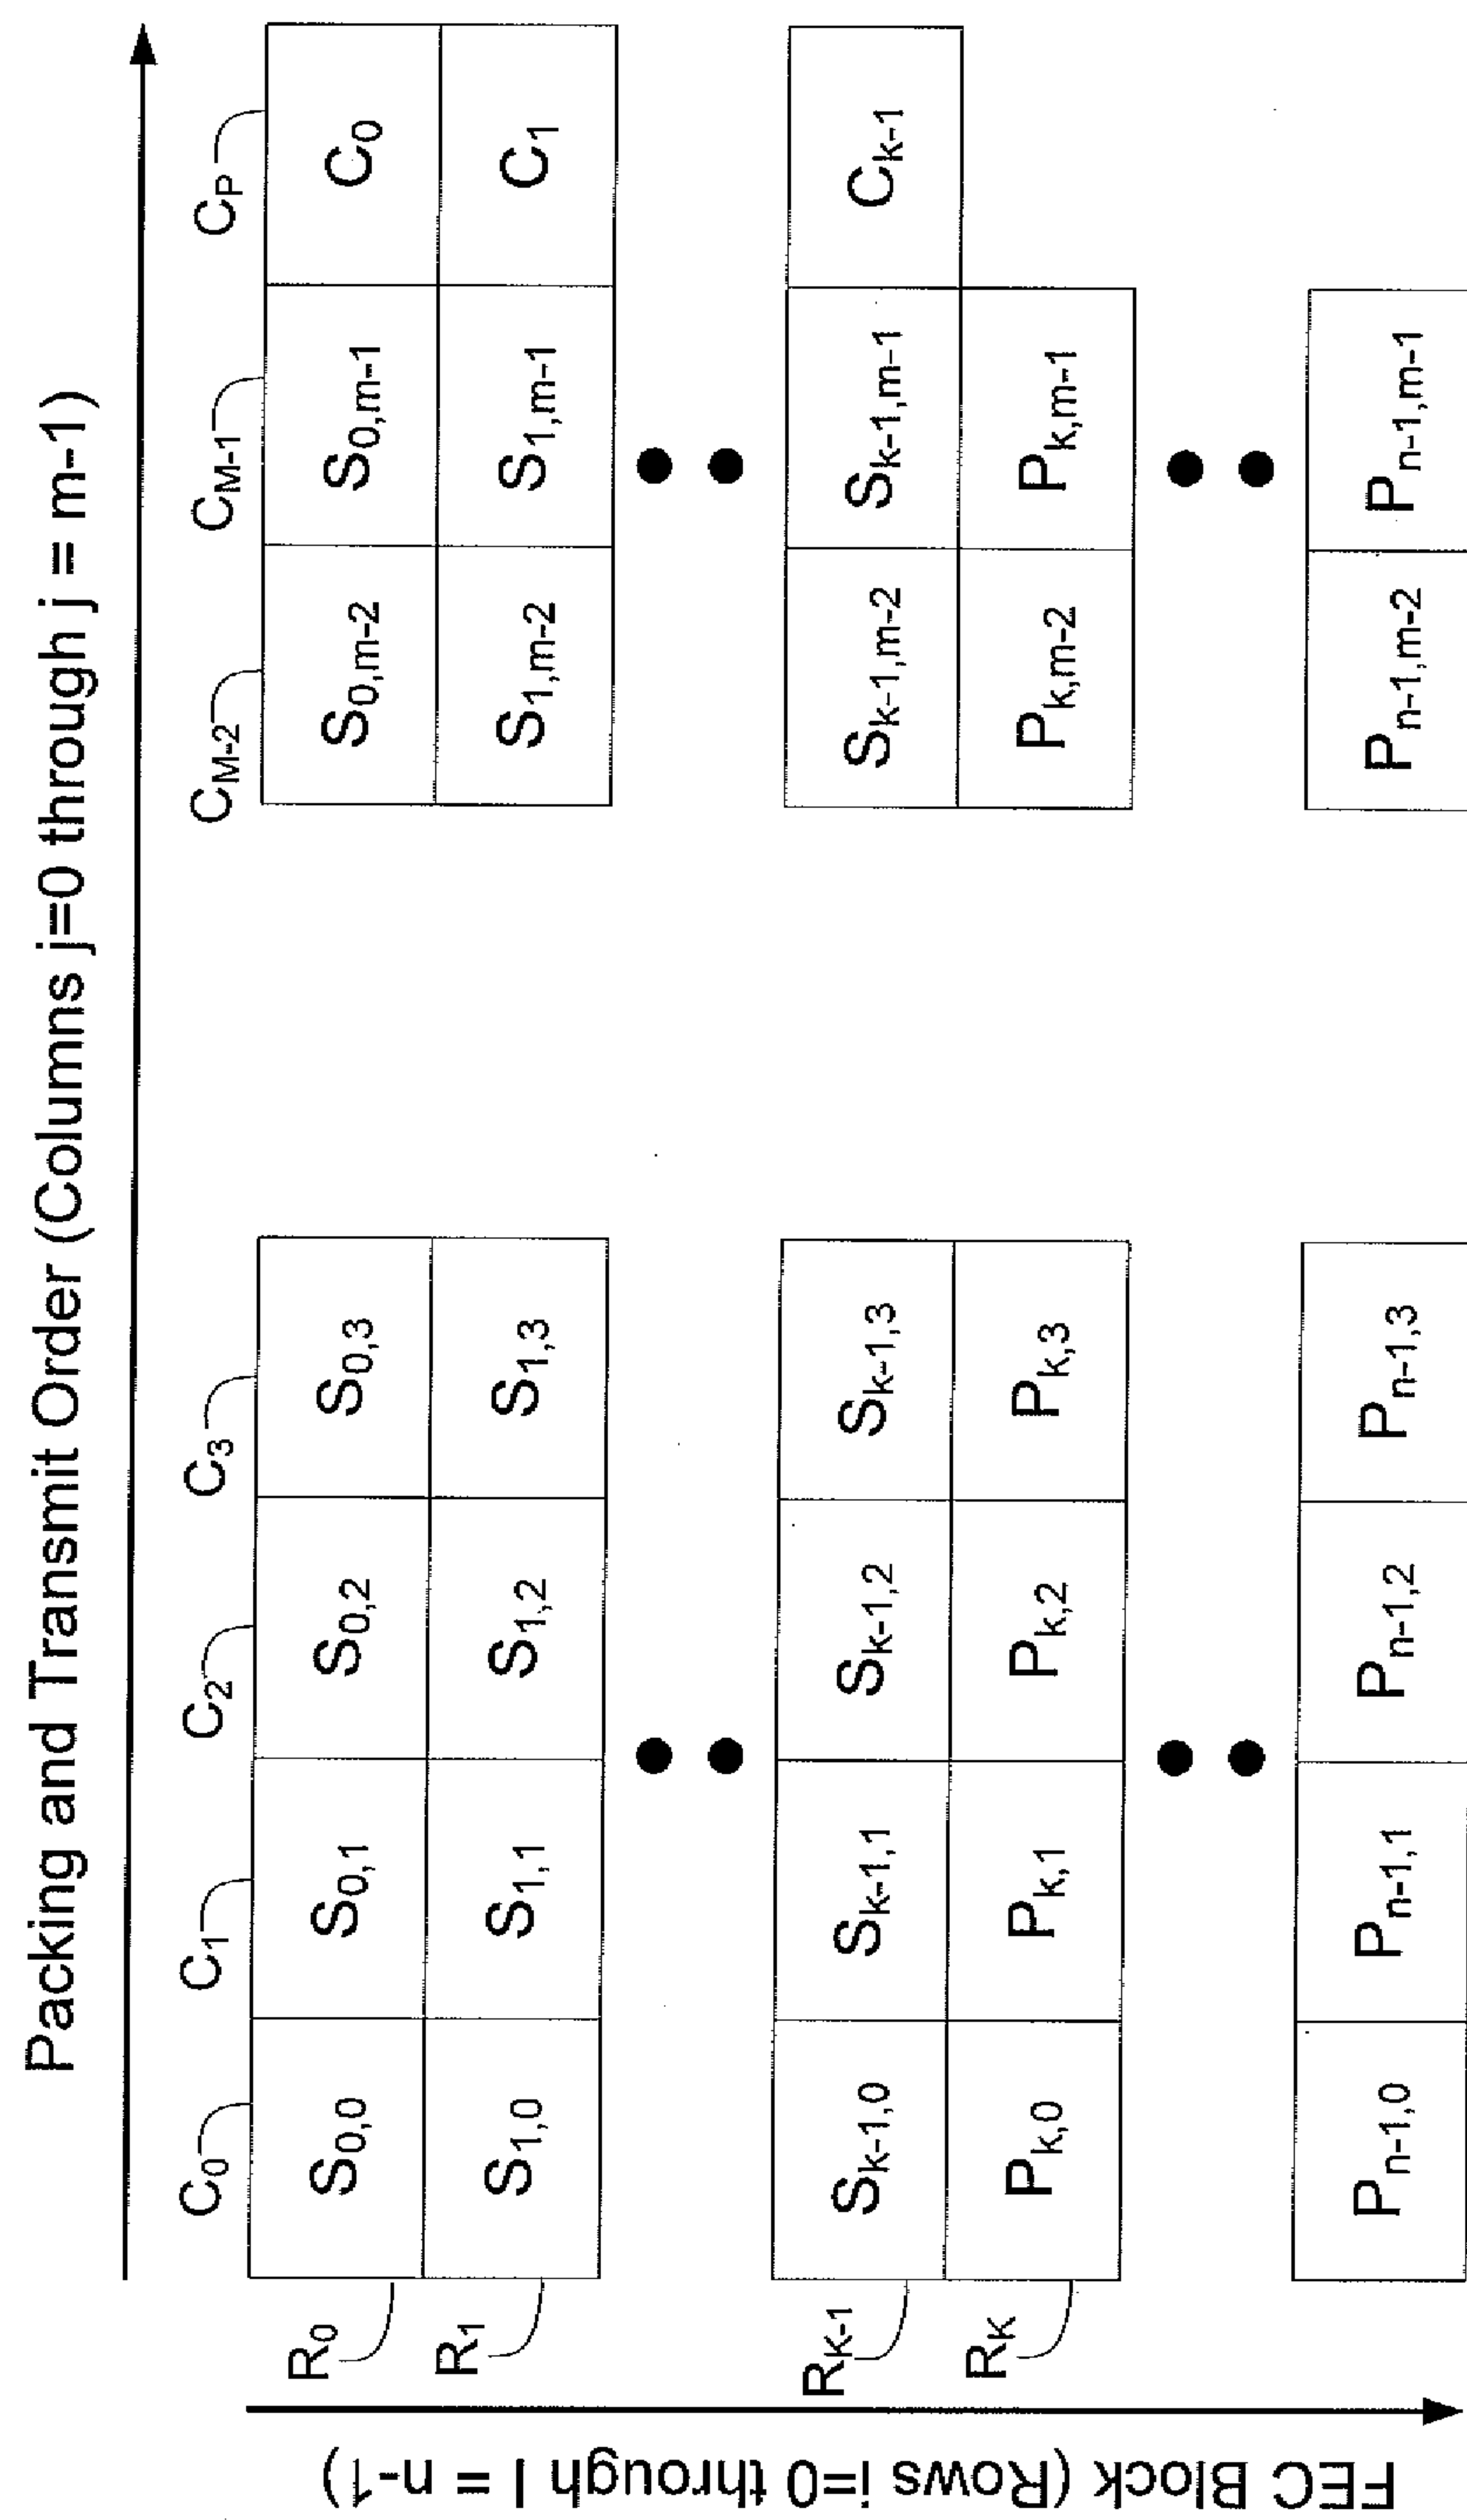 Packing and Transmit Order (Columns j=0 through j = m-1)
FEC Block (Rows i=0 through I = n-1)
C0 C1 C2 C3 CM-2 CM-1 CP
R0 S0,0 S0,1 S0,2 S0,3 S0,m-2 S0,m-1 C0
R1 S1,0 S1,1 S1,2 S1,3 S1,m-2 S1,m-1 C1
RK-1 Sk-1,0 Sk-1,1 Sk-1,2 Sk-1,3 Sk-1,m-2 Sk-1,m-1 Ck-1
RK Pk,0 Pk,1 Pk,2 Pk,3 Pk,m-2 Pk,m-1
Pn-1,0 Pn-1,1 Pn-1,2 Pn-1,3 Pn-1,m-2 Pn-1,m-1